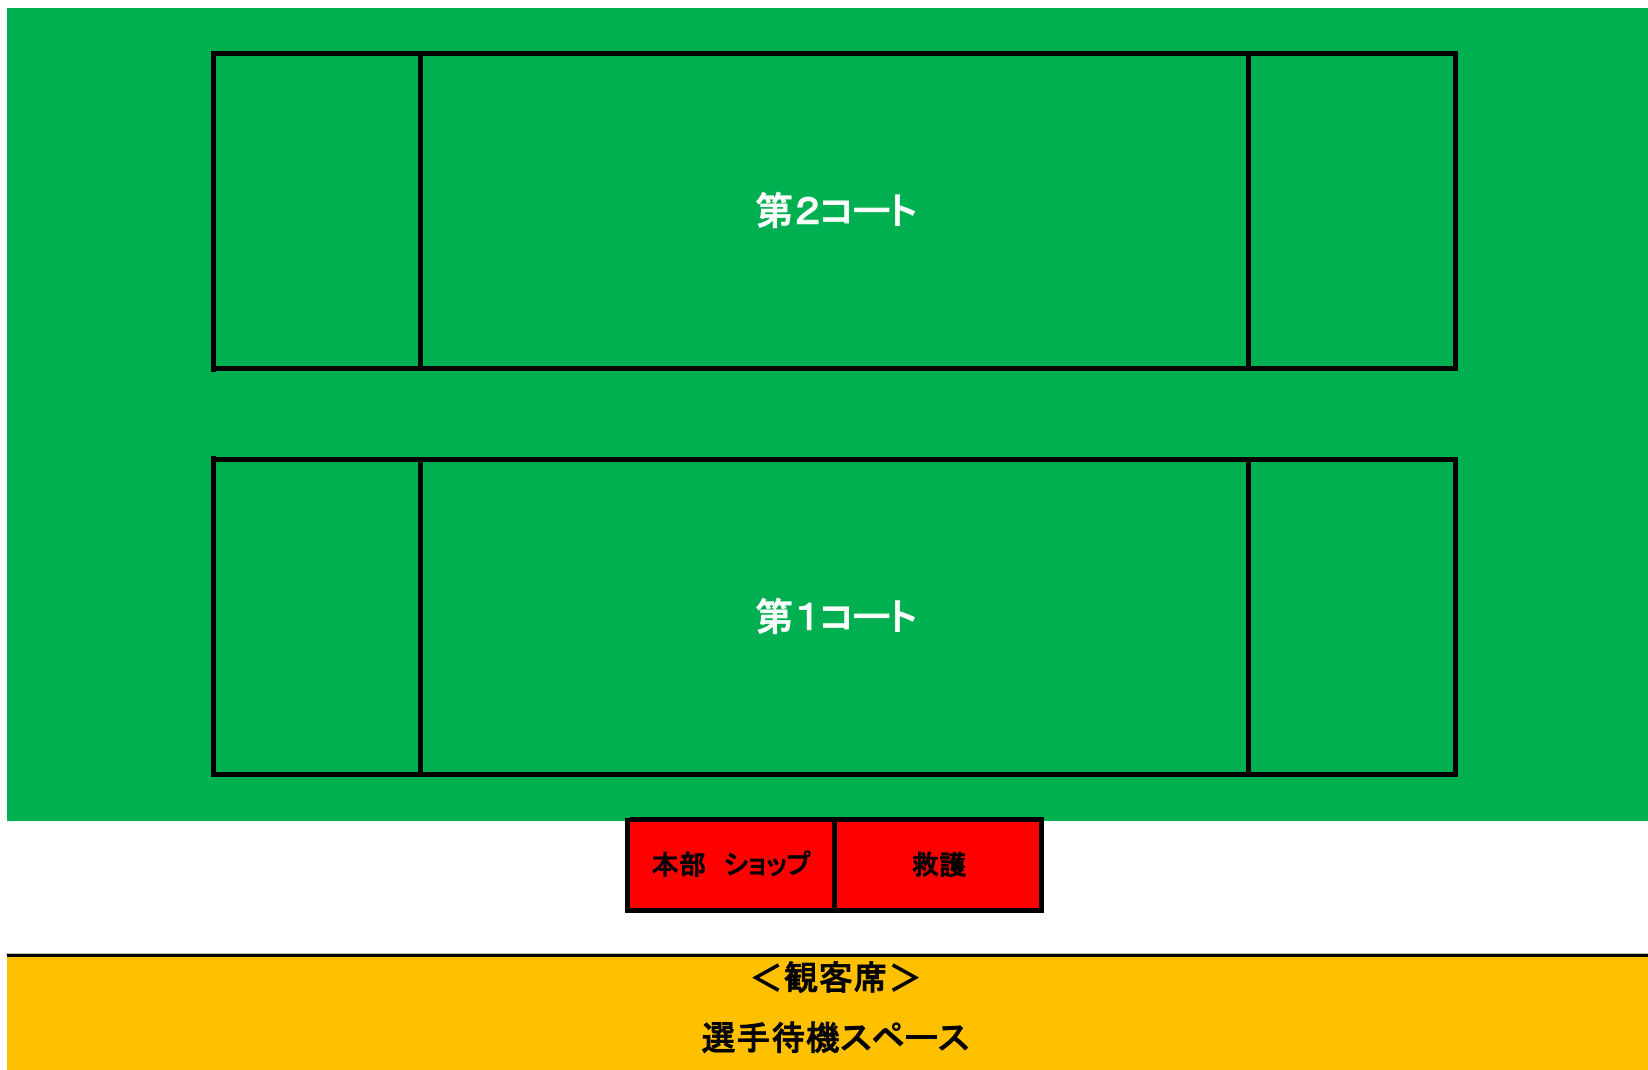 第2コート
第1コート
本部　ショップ
救護
＜観客席＞
選手待機スペース